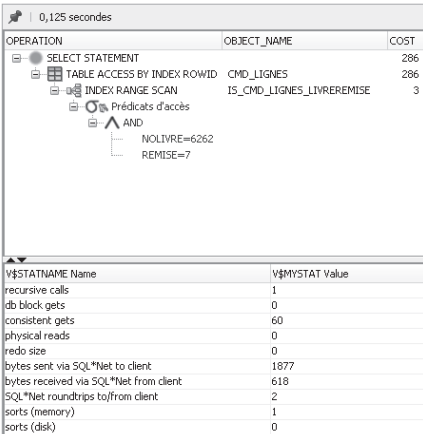 0,125 secondes
OPERATION OBJECT_NAME COST
SELECT STATEMENT 286
TABLE ACCESS BY INDEX ROWID CMD_LIGNES 286
INDEX RANGE SCAN IS_CMD_LIGNES_LIVREREMISE 3
Prédicats d'accès
AND
NOLIVRE=6262
REMISE=7
V$STATNAME Name V$MYSTAT Value
recursive calls 1
db block gets 0
consistent gets 60
physical reads 0
redo size 0
bytes sent via SQL*Net to client 1877
bytes received via SQL*Net from client 618
SQL*Net roundtrips to/from client 2
sorts (memory) 1
sorts (disk) 0